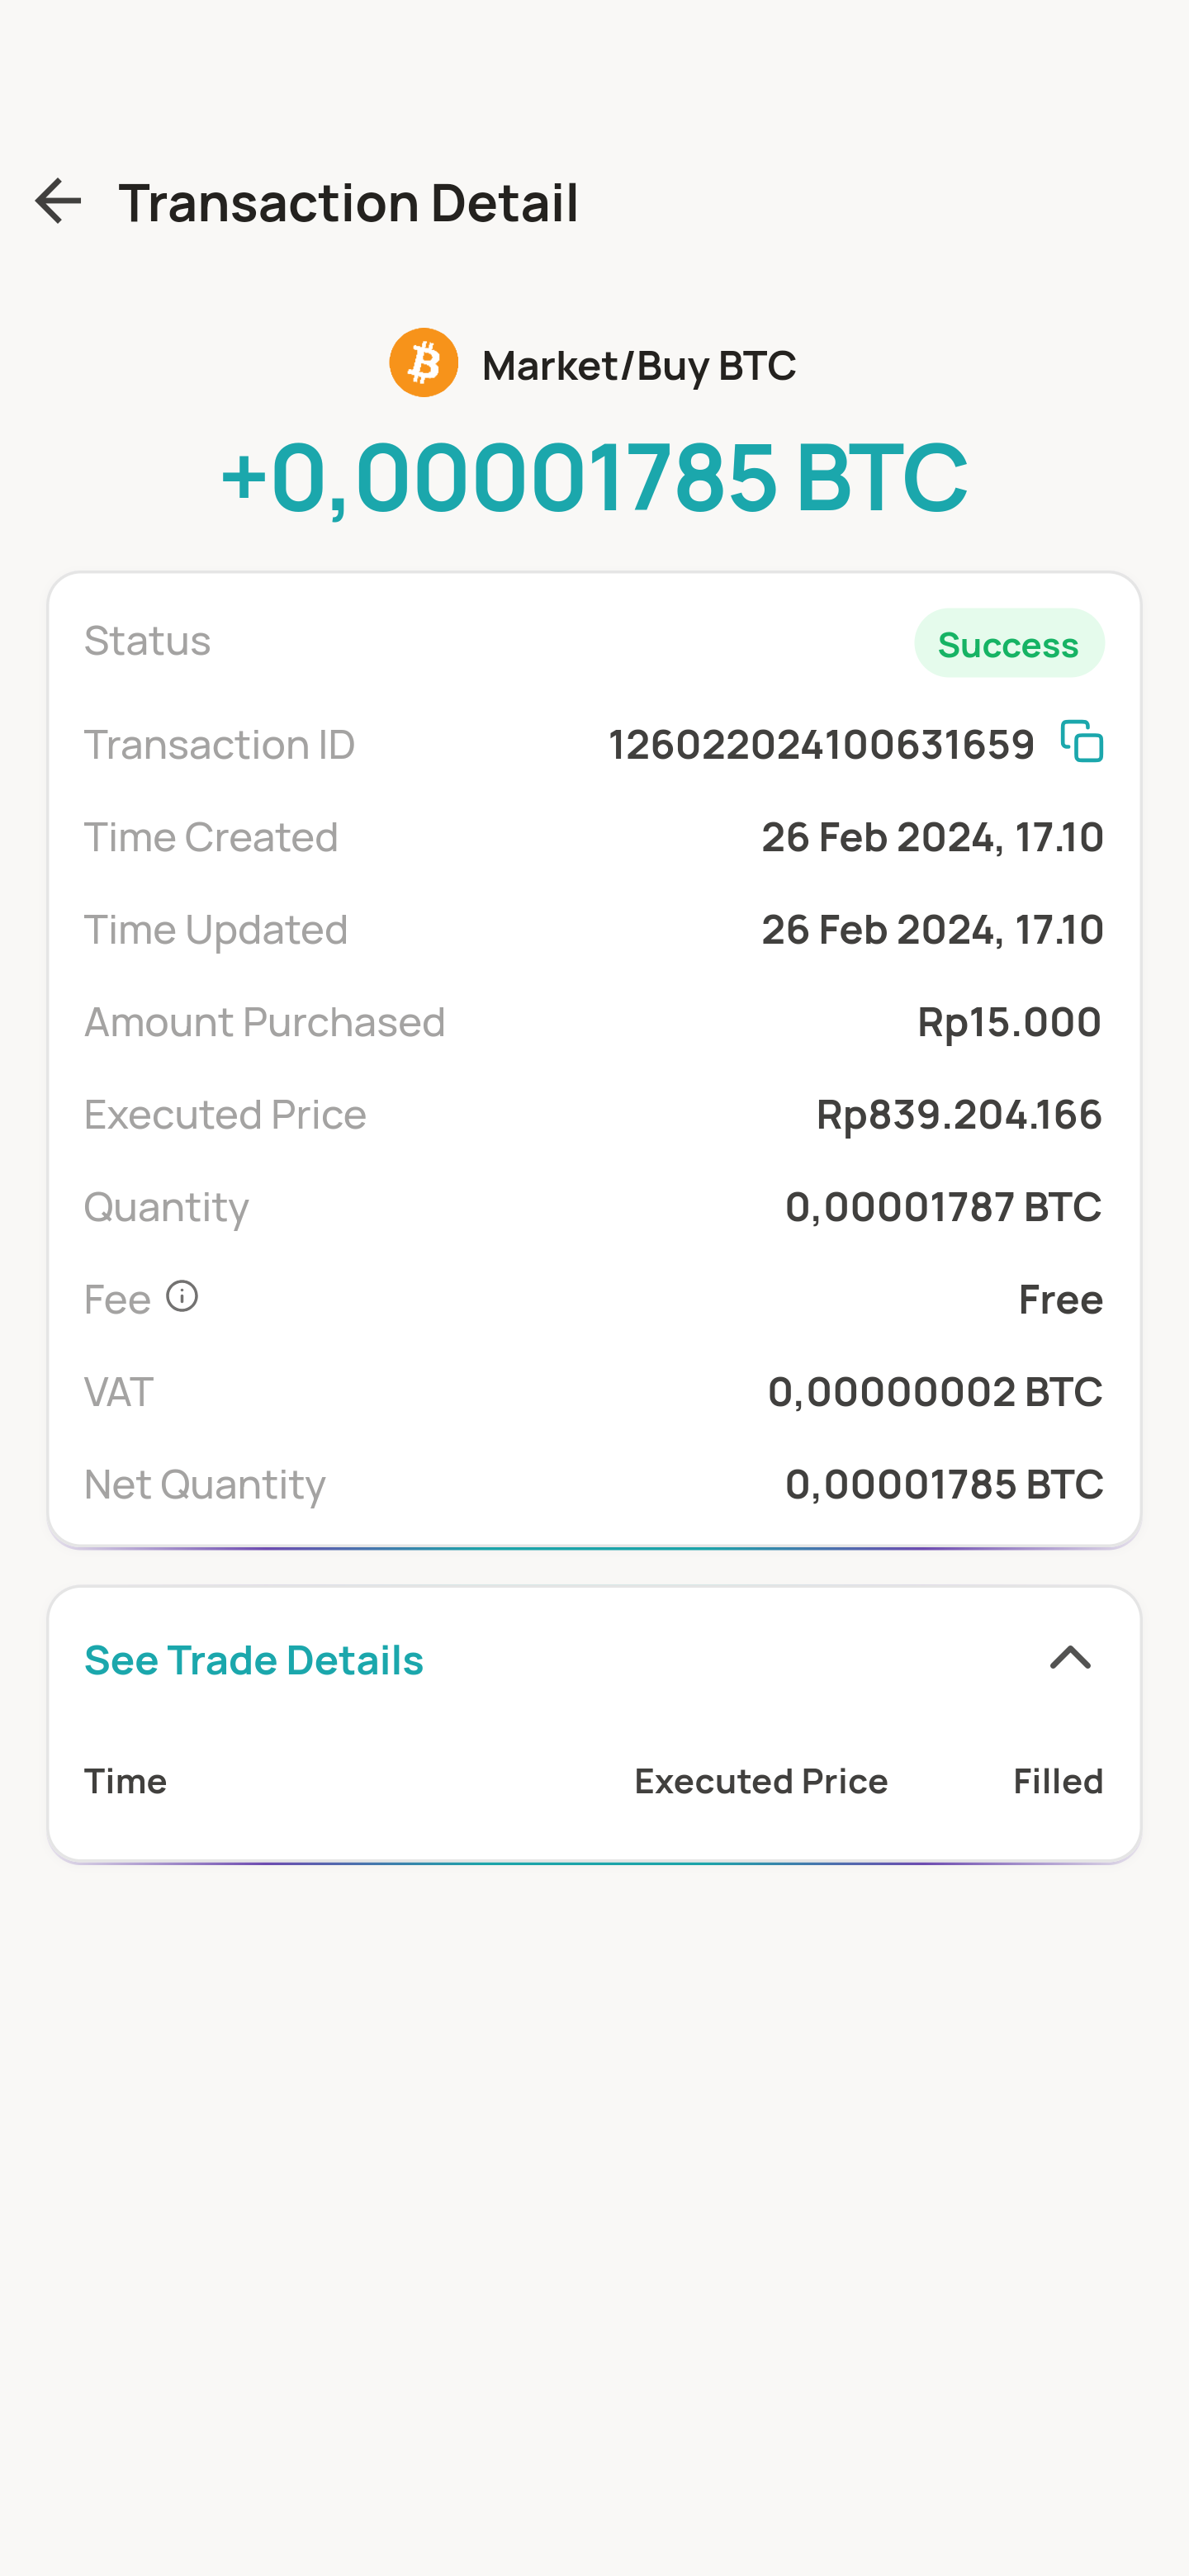 Transaction Detail
Market/Buy BTC
+0,00001785 BTC
Status Success
Transaction ID 126022024100631659
Time Created 26 Feb 2024, 17.10
Time Updated 26 Feb 2024, 17.10
Amount Purchased Rp15.000
Executed Price Rp839.204.166
Quantity 0,00001787 BTC
Fee Free
VAT 0,00000002 BTC
Net Quantity 0,00001785 BTC
See Trade Details
Time Executed Price Filled